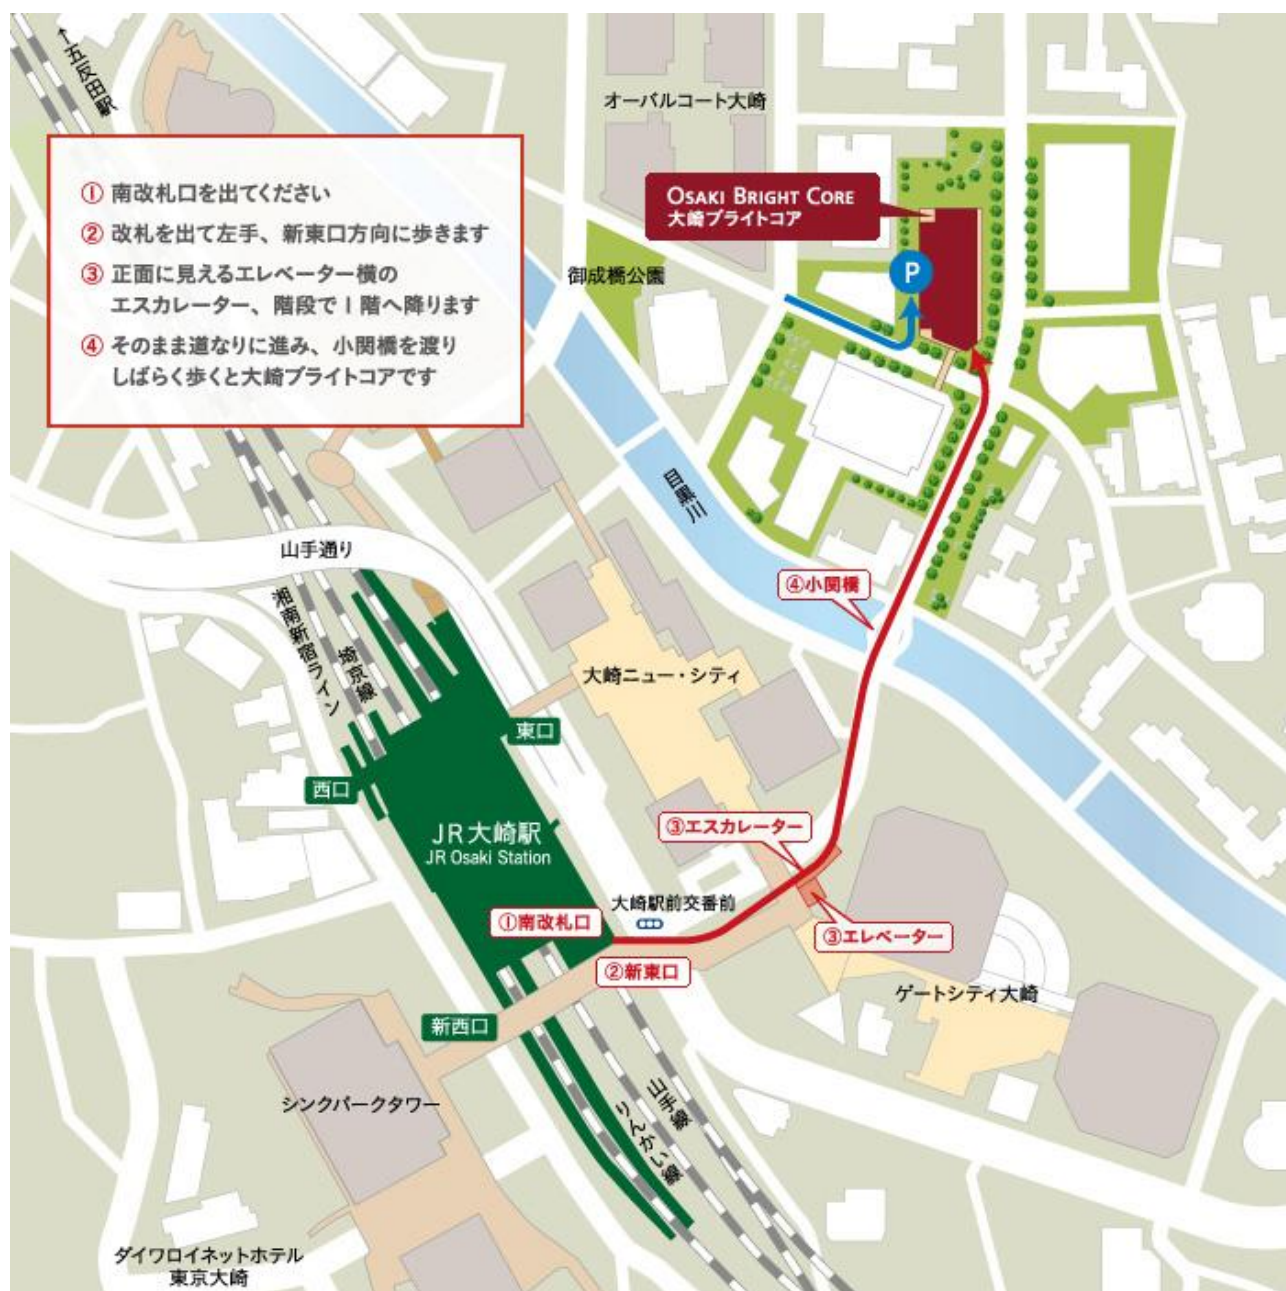 ↑五反田駅
オーバルコート大崎
① 南改札口を出てください
② 改札を出て左手、新東口方向に歩きます
③ 正面に見えるエレベーター横の
エスカレーター、階段で1階へ降ります
④ そのまま道なりに進み、小関橋を渡り
しばらく歩くと大崎ブライトコアです
OSAKI BRIGHT CORE
大崎ブライトコア
P
御成橋公園
目黒川
山手通り
④小関橋
湘南新宿ライン
埼京線
大崎ニュー・シティ
東口
西口
JR大崎駅
JR Osaki Station
③エスカレーター
大崎駅前交番前
①南改札口
③エレベーター
②新東口
ゲートシティ大崎
新西口
シンクパークタワー
山手線
りんかい線
ダイワロイネットホテル
東京大崎